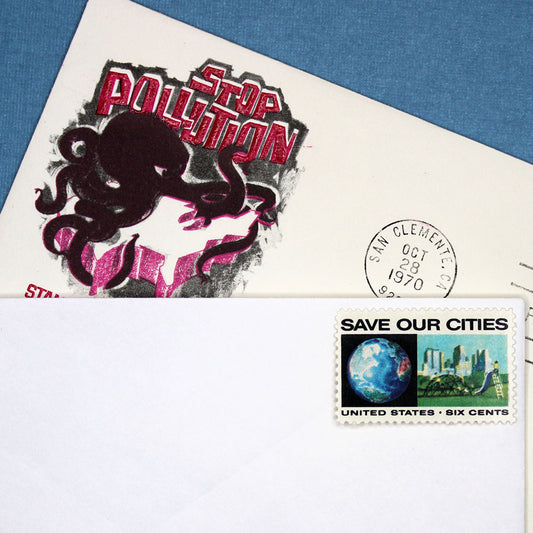 STOP
POLLUTION
SAN CLEMENTE, CA
OCT
28
1970
SAVE OUR CITIES
UNITED STATES · SIX CENTS